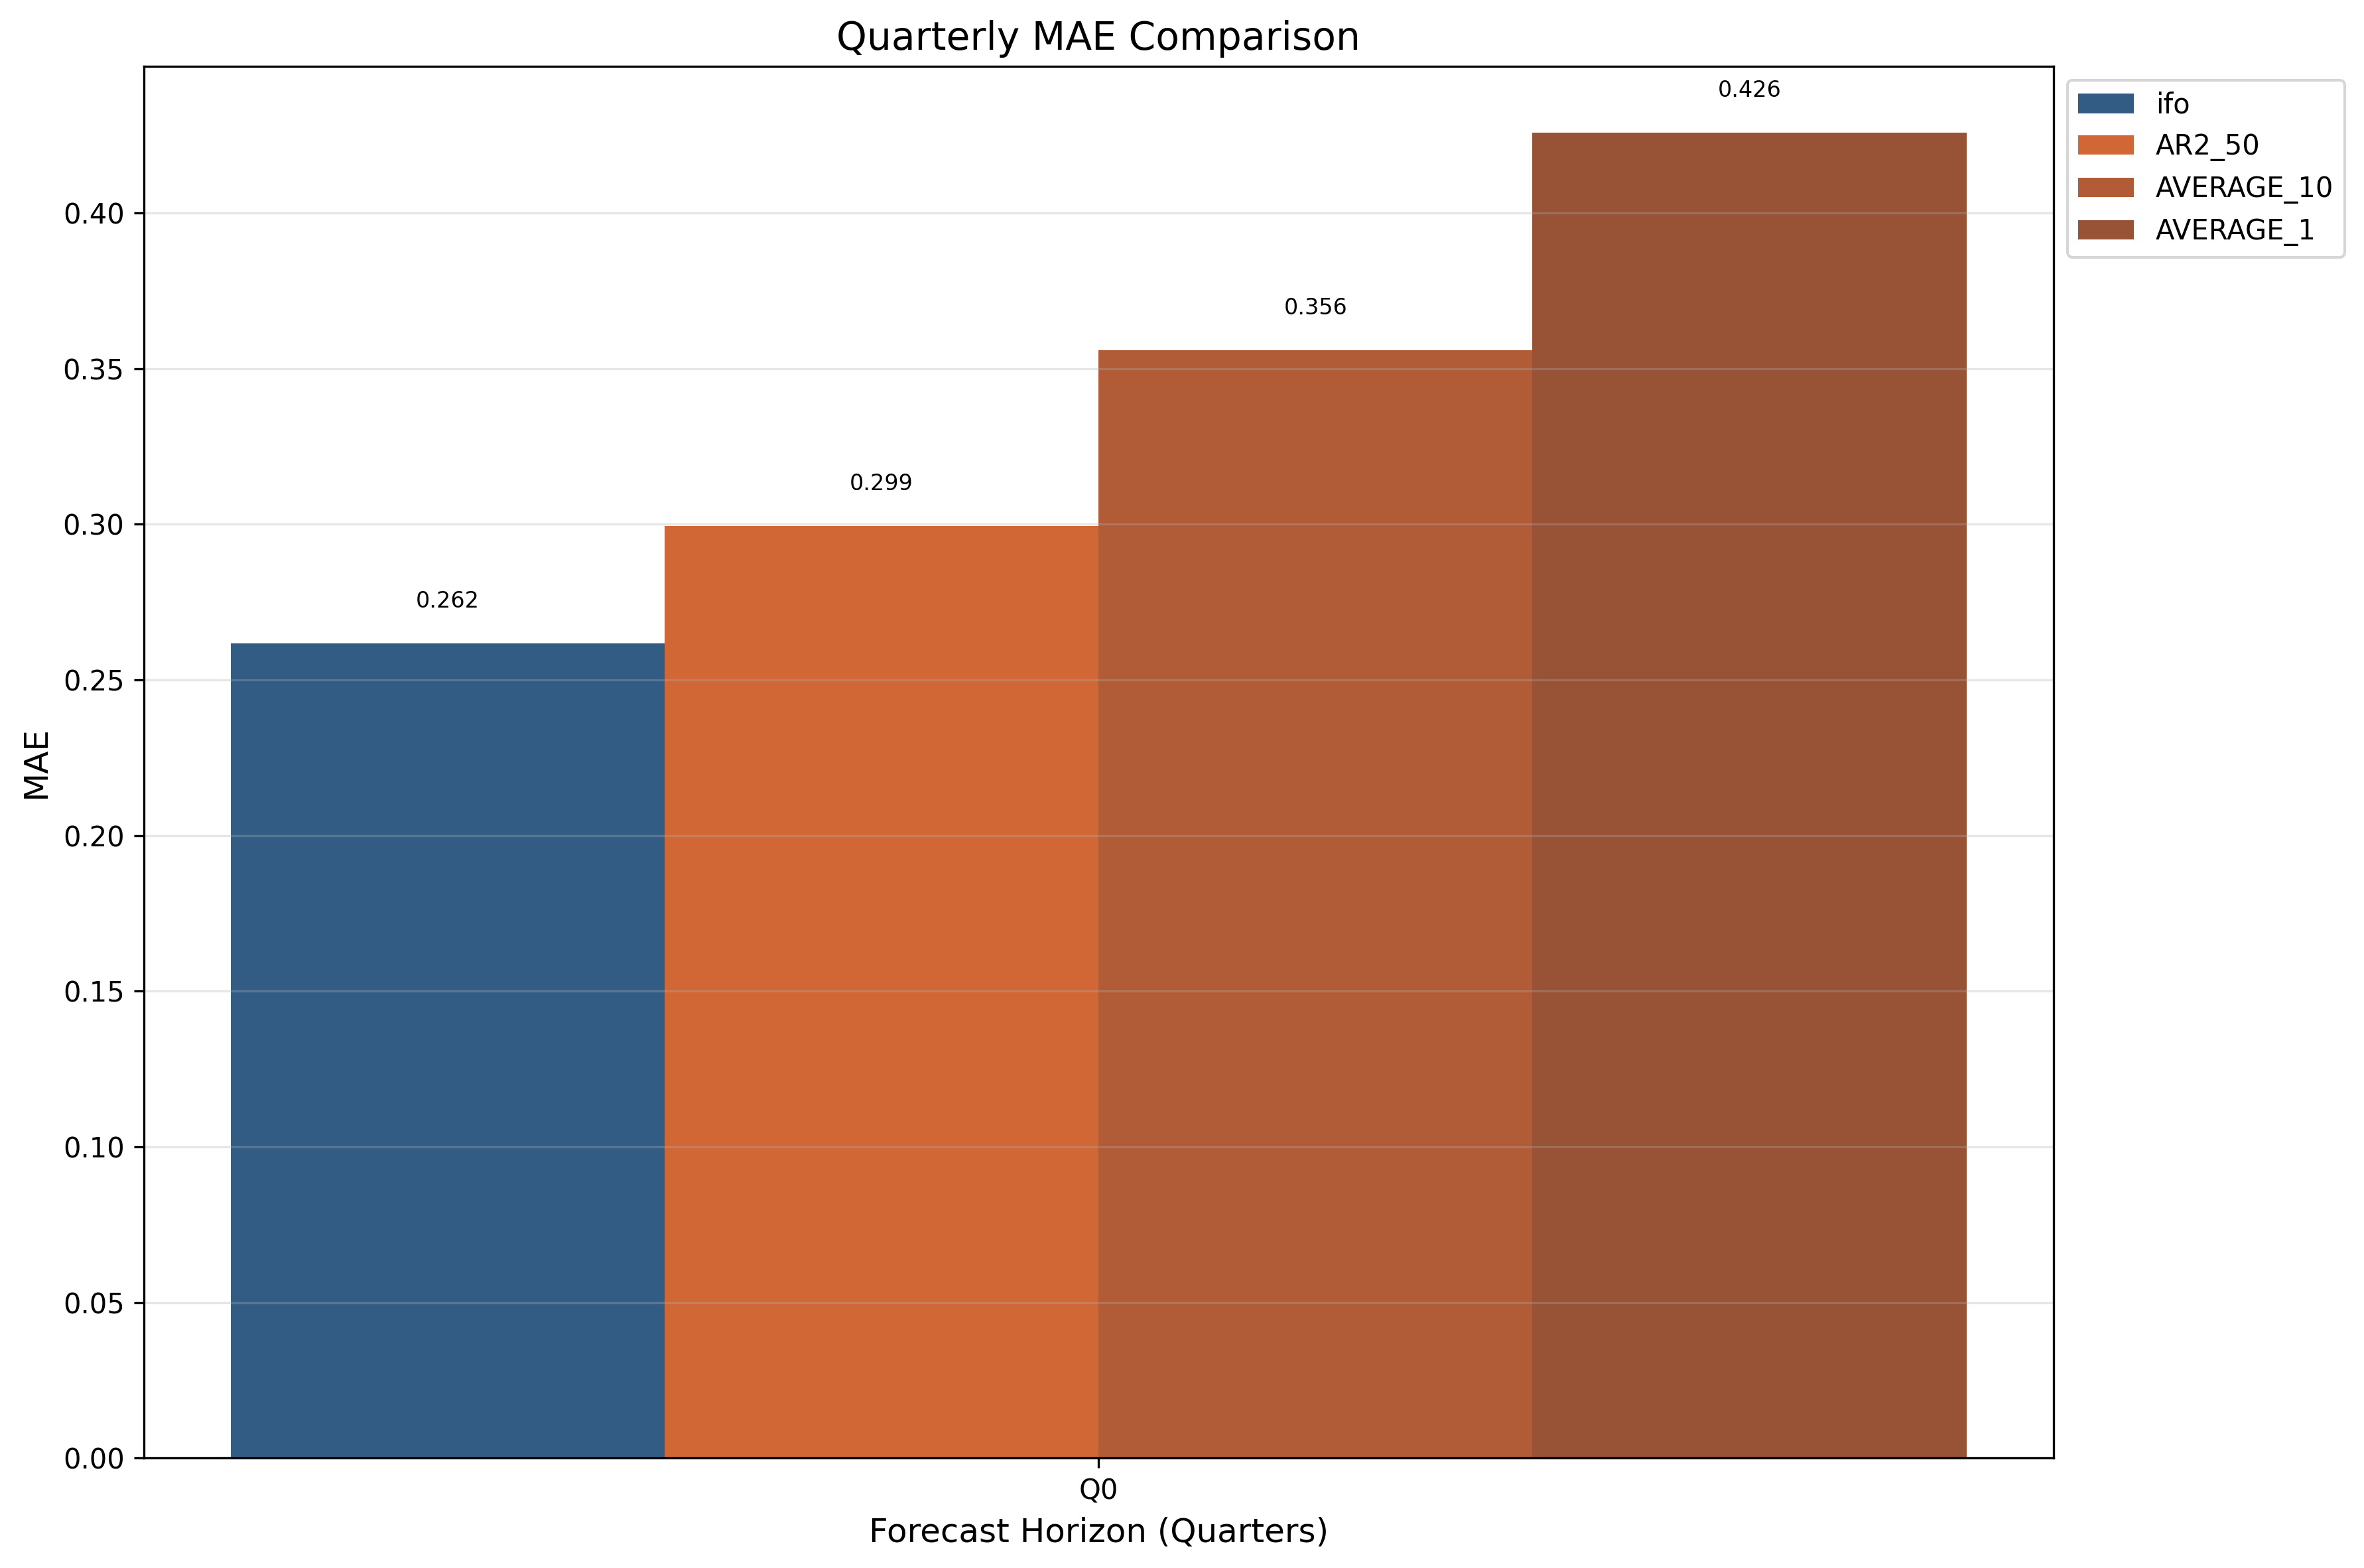 Quarterly MAE Comparison
0.426
0.356
0.299
0.262
ifo
AR2_50
AVERAGE_10
AVERAGE_1
MAE
0.40
0.35
0.30
0.25
0.20
0.15
0.10
0.05
0.00
Q0
Forecast Horizon (Quarters)